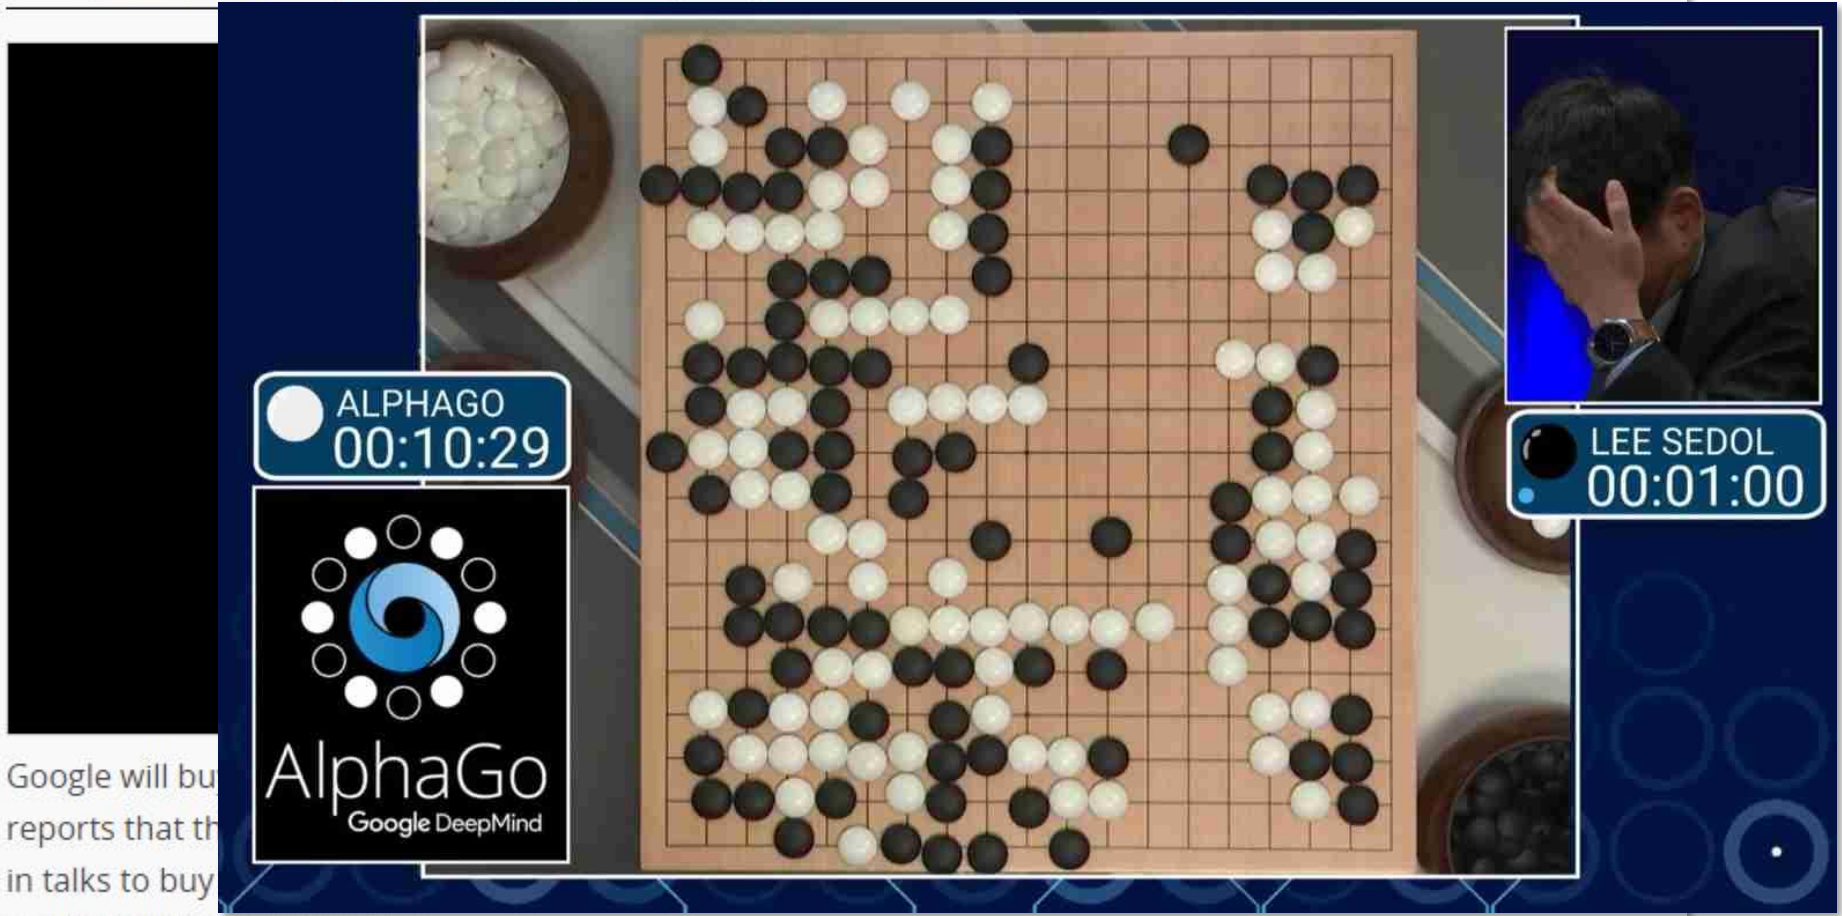 ALPHAGO
00:10:29
LEE SEDOL
00:01:00
AlphaGo
Google DeepMind
Google will bu
reports that th
in talks to buy